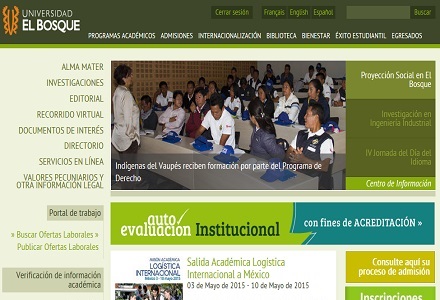 UNIVERSIDAD
EL BOSQUE
Cerrar sesión
Français
English
Español
Buscar
PROGRAMAS ACADÉMICOS ADMISIONES INTERNACIONALIZACIÓN BIBLIOTECA BIENESTAR ÉXITO ESTUDIANTIL EGRESADOS
ALMA MATER
INVESTIGACIONES
EDITORIAL
RECORRIDO VIRTUAL
DOCUMENTOS DE INTERÉS
DIRECTORIO
SERVICIOS EN LÍNEA
VALORES PECUNIARIOS Y
OTRA INFORMACIÓN LEGAL
Indígenas del Vaupés reciben formación por parte del Programa de
Derecho
Proyección Social en El
Bosque
Investigación en
Ingeniería Industrial
IV Jornada del Día del
Idioma
Centro de Información
Portal de trabajo
» Buscar Ofertas Laborales »
» Publicar Ofertas Laborales
Verificación de información
académica
auto
evaluación Institucional
con fines de ACREDITACIÓN »
MISIÓN ACADÉMICA
LOGÍSTICA
INTERNACIONAL
MÉXICO 3 - 10 mayo 2015
Salida Académica Logística
Internacional a México
03 de Mayo de 2015 - 10 de Mayo de 2015
Consulte aquí su
proceso de admisión
Inscripciones